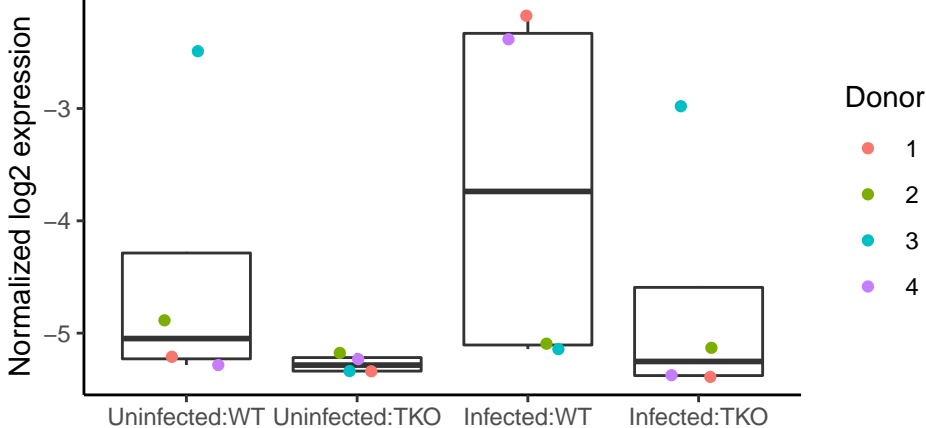 Normalized log2 expression
−3
−4
−5
Uninfected:WT
Uninfected:TKO
Infected:WT
Infected:TKO
Donor
1
2
3
4